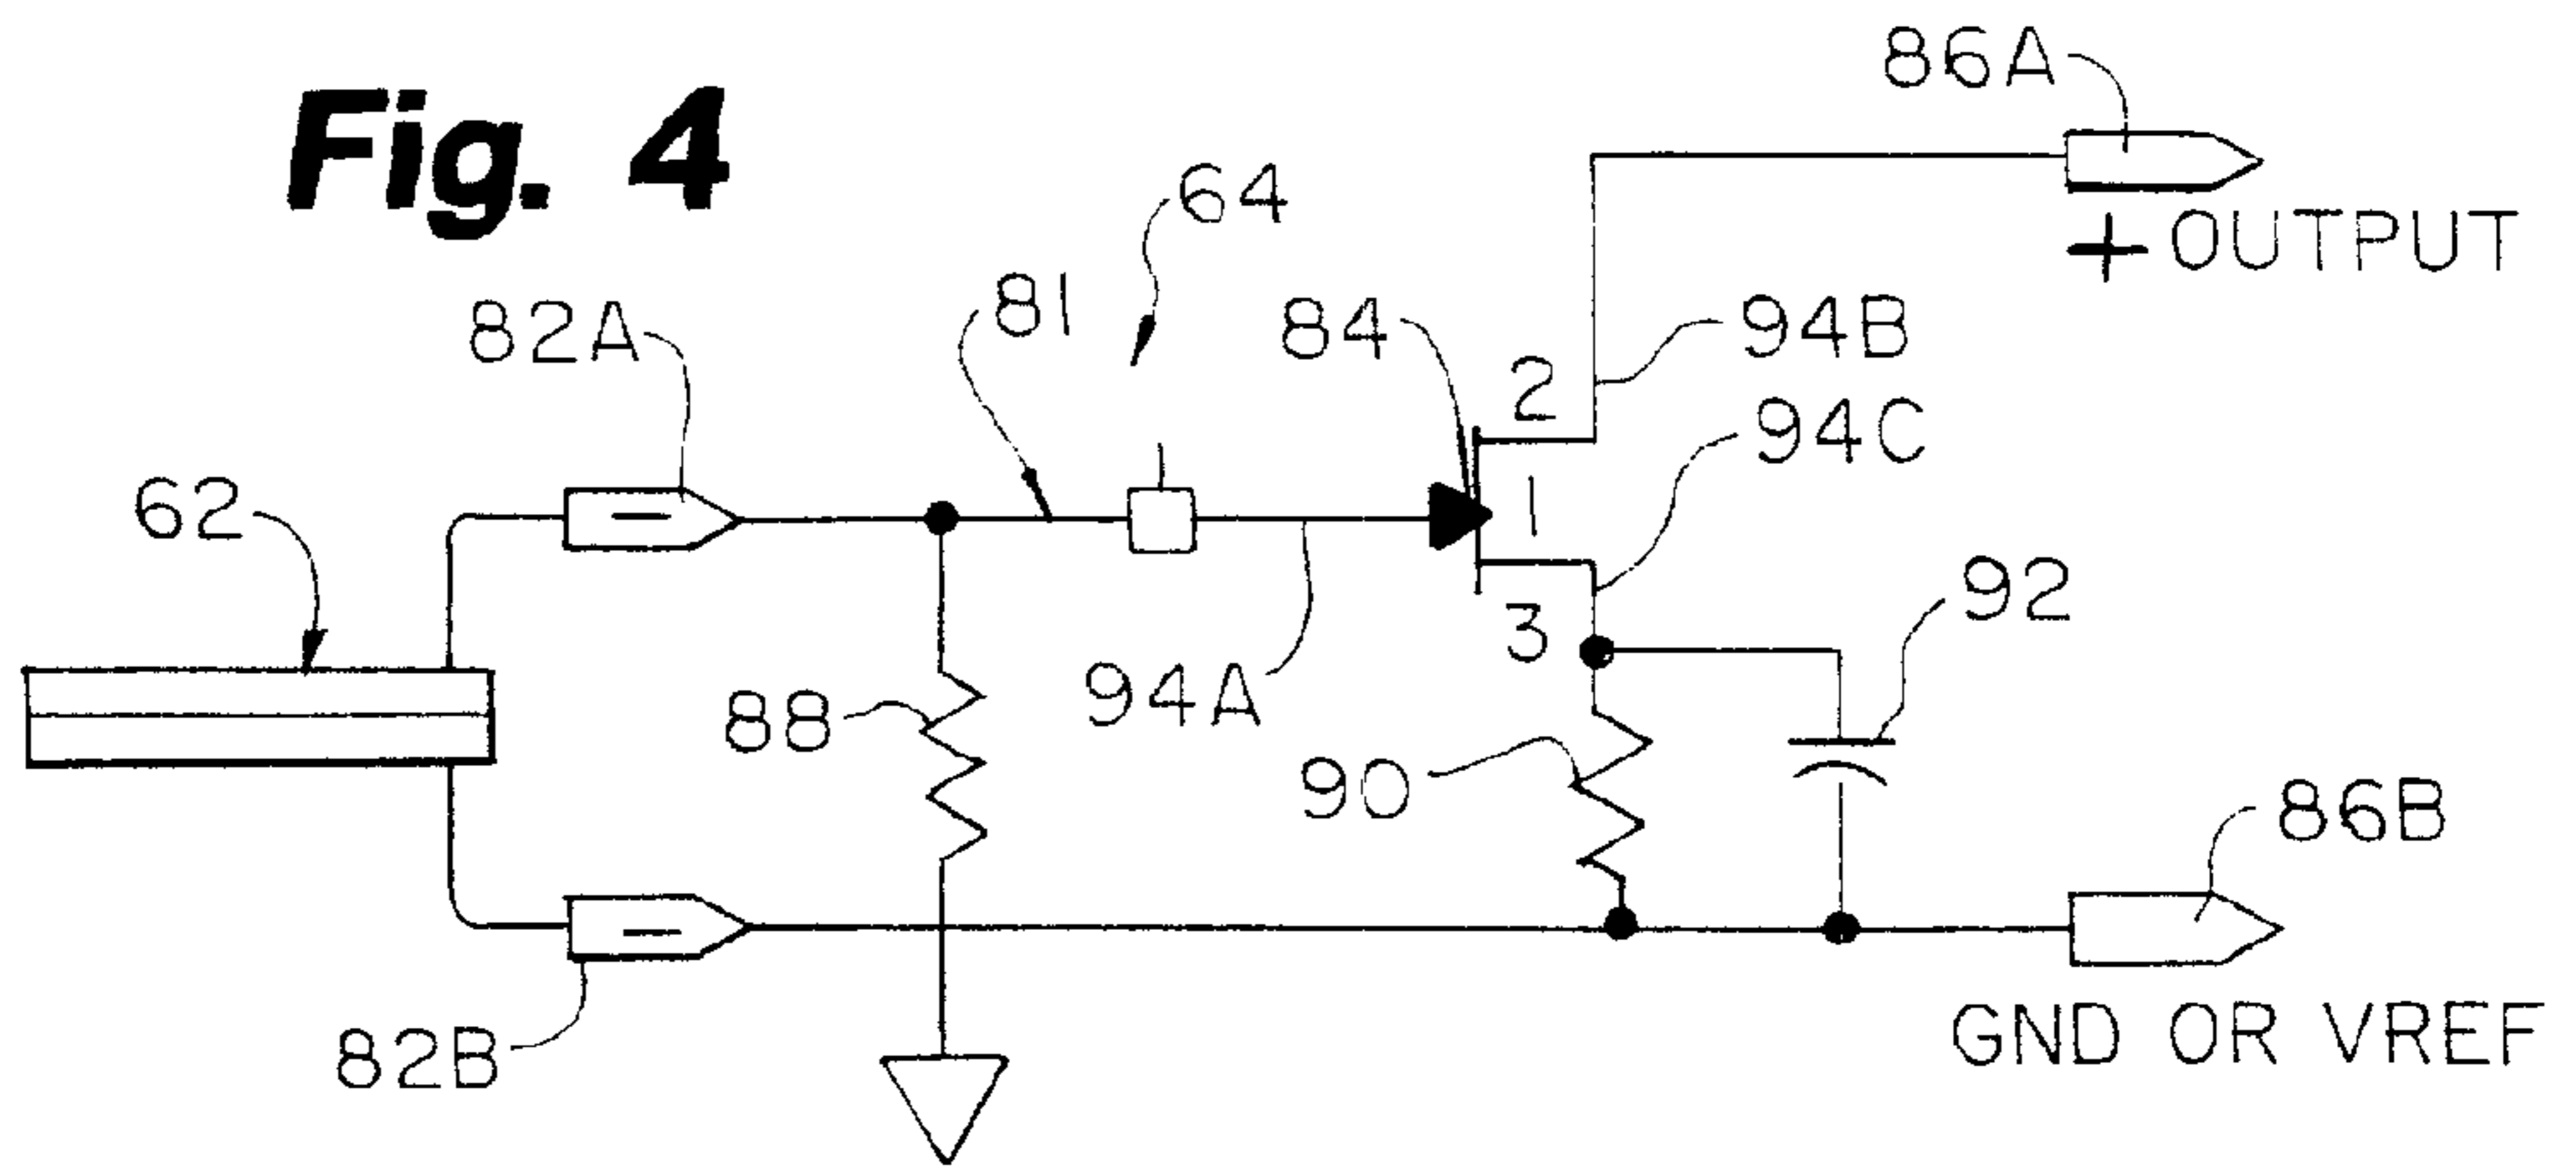 Fig. 4
86A
+ OUTPUT
64
81
82A
84
94B
2
94C
62
1
92
3
94A
88
90
86B
82B
GND OR VREF